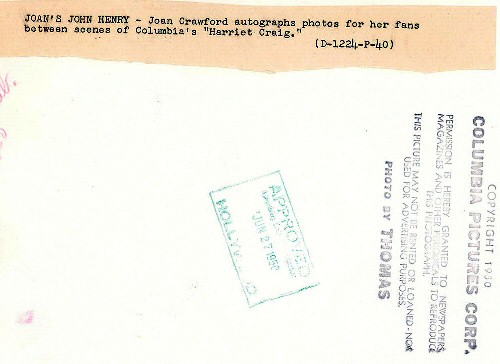 JOAN'S JOHN HENRY - Joan Crawford autographs photos for her fans
between scenes of Columbia's "Harriet Craig."
(D-1224-P-40)
COPYRIGHT 1950
COLUMBIA PICTURES CORP.
PERMISSION IS HEREBY GRANTED TO NEWSPAPERS
MAGAZINES AND OTHER PERIODICALS TO REPRODUCE
THIS PHOTOGRAPH.
THIS PICTURE MAY NOT BE RENTED OR LOANED-NOR
USED FOR ADVERTISING PURPOSES.
PHOTO BY THOMAS
APPROVED
JUN 27 1950